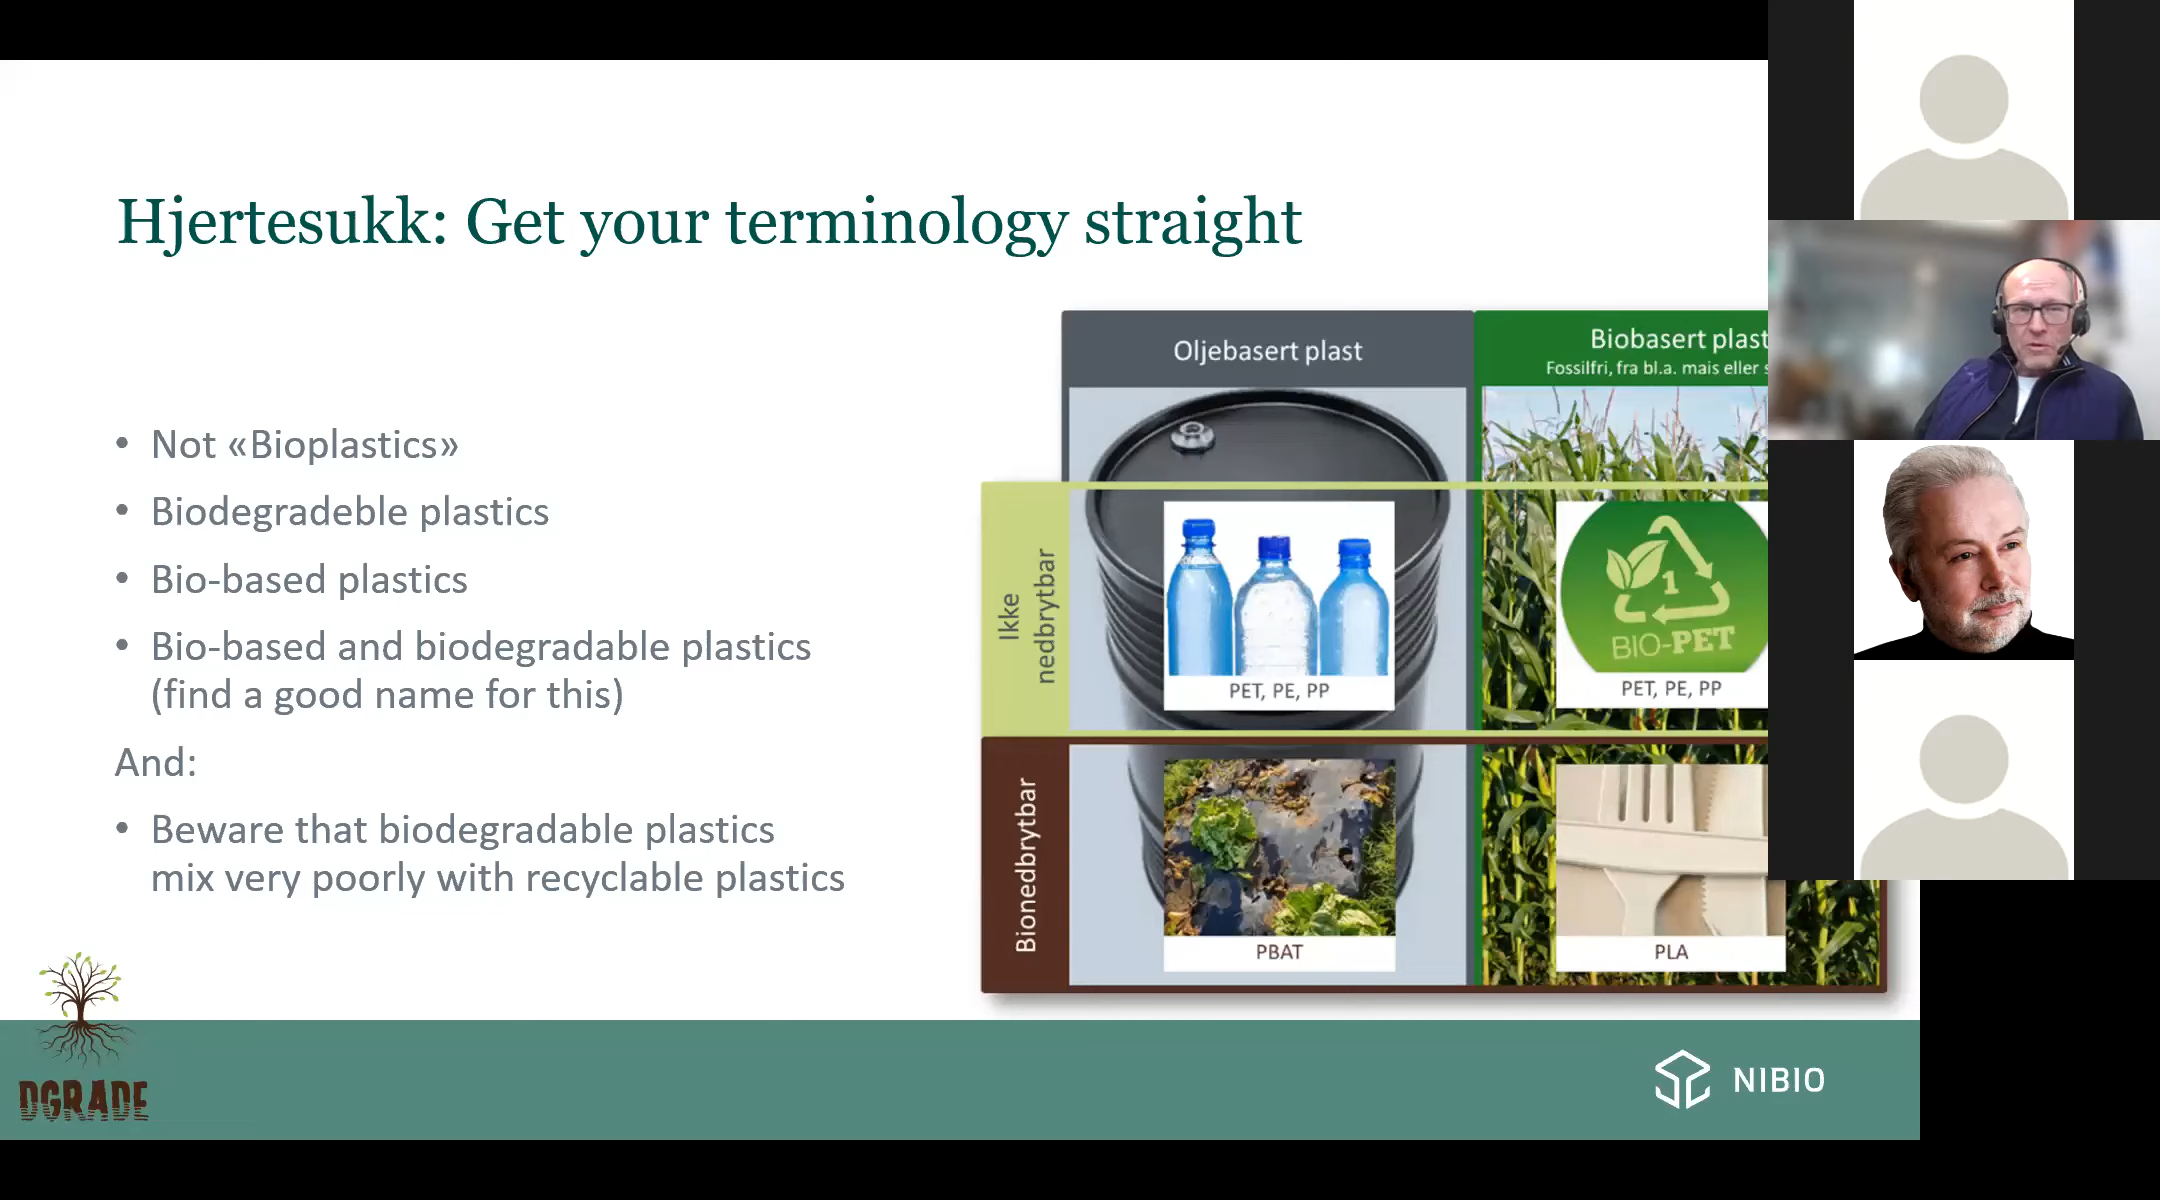 Hjertesukk: Get your terminology straight
• Not «Bioplastics»
• Biodegradeble plastics
• Bio-based plastics
• Bio-based and biodegradable plastics
(find a good name for this)
And:
• Beware that biodegradable plastics
mix very poorly with recyclable plastics
Oljebasert plast
Biobasert plast
Fossilfri, fra bl.a. mais eller
Ikke
nedbrytbar
PET, PE, PP
1
BIO-PET
PET, PE, PP
Bionedbrytbar
PBAT
PLA
DGRADE
NIBIO